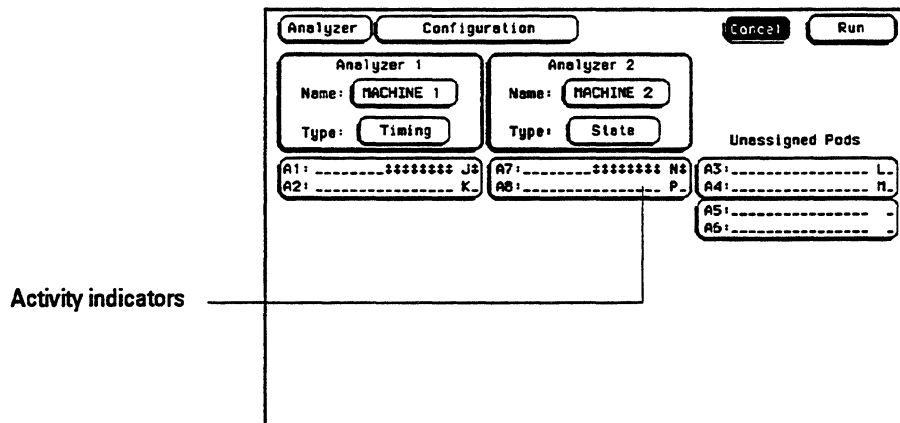 Analyzer Configuration Cancel Run
Analyzer 1 Analyzer 2
Name: MACHINE 1 Name: MACHINE 2
Type: Timing Type: State
Unassigned Pods
A1: _______‡‡‡‡‡‡‡‡ J‡ A7: _______‡‡‡‡‡‡‡‡ N‡ A3: ________________ L_
A2: ________________ K_ A8: ________________ P_ A4: ________________ M_
A5: ________________ _
A6: ________________ _
Activity indicators